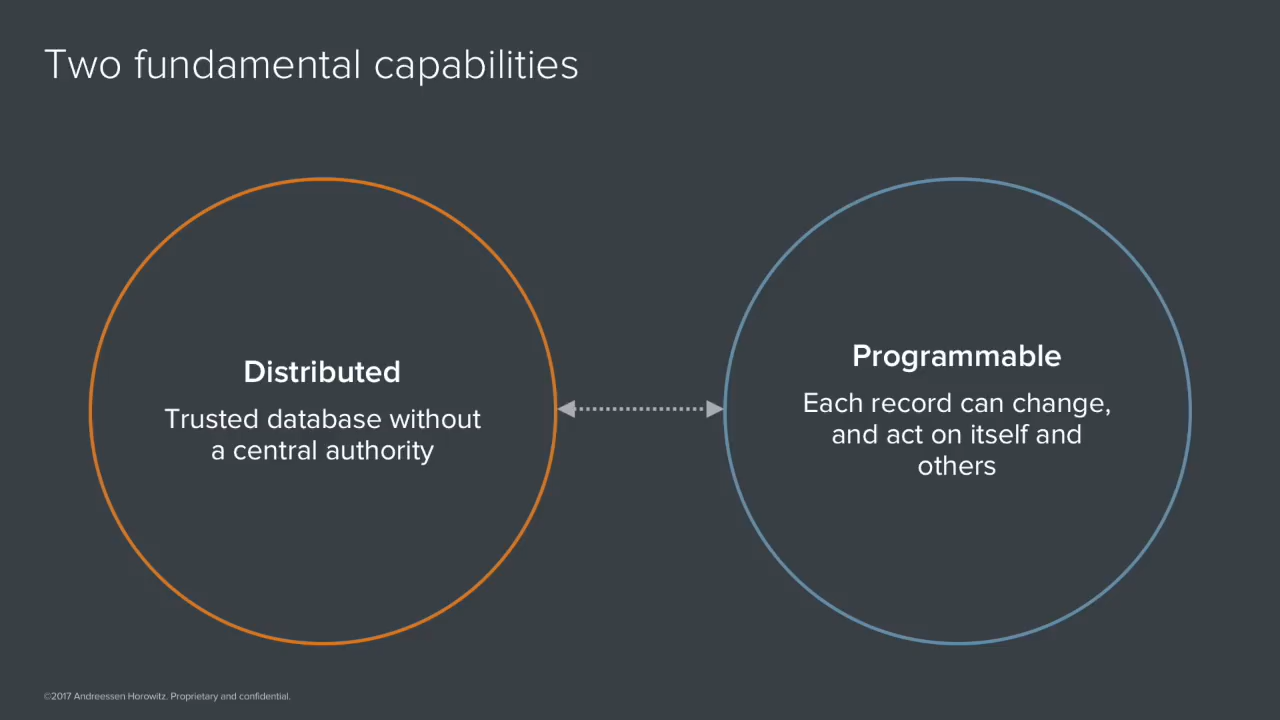 Two fundamental capabilities
Distributed
Trusted database without
a central authority
Programmable
Each record can change,
and act on itself and
others
©2017 Andreessen Horowitz. Proprietary and confidential.